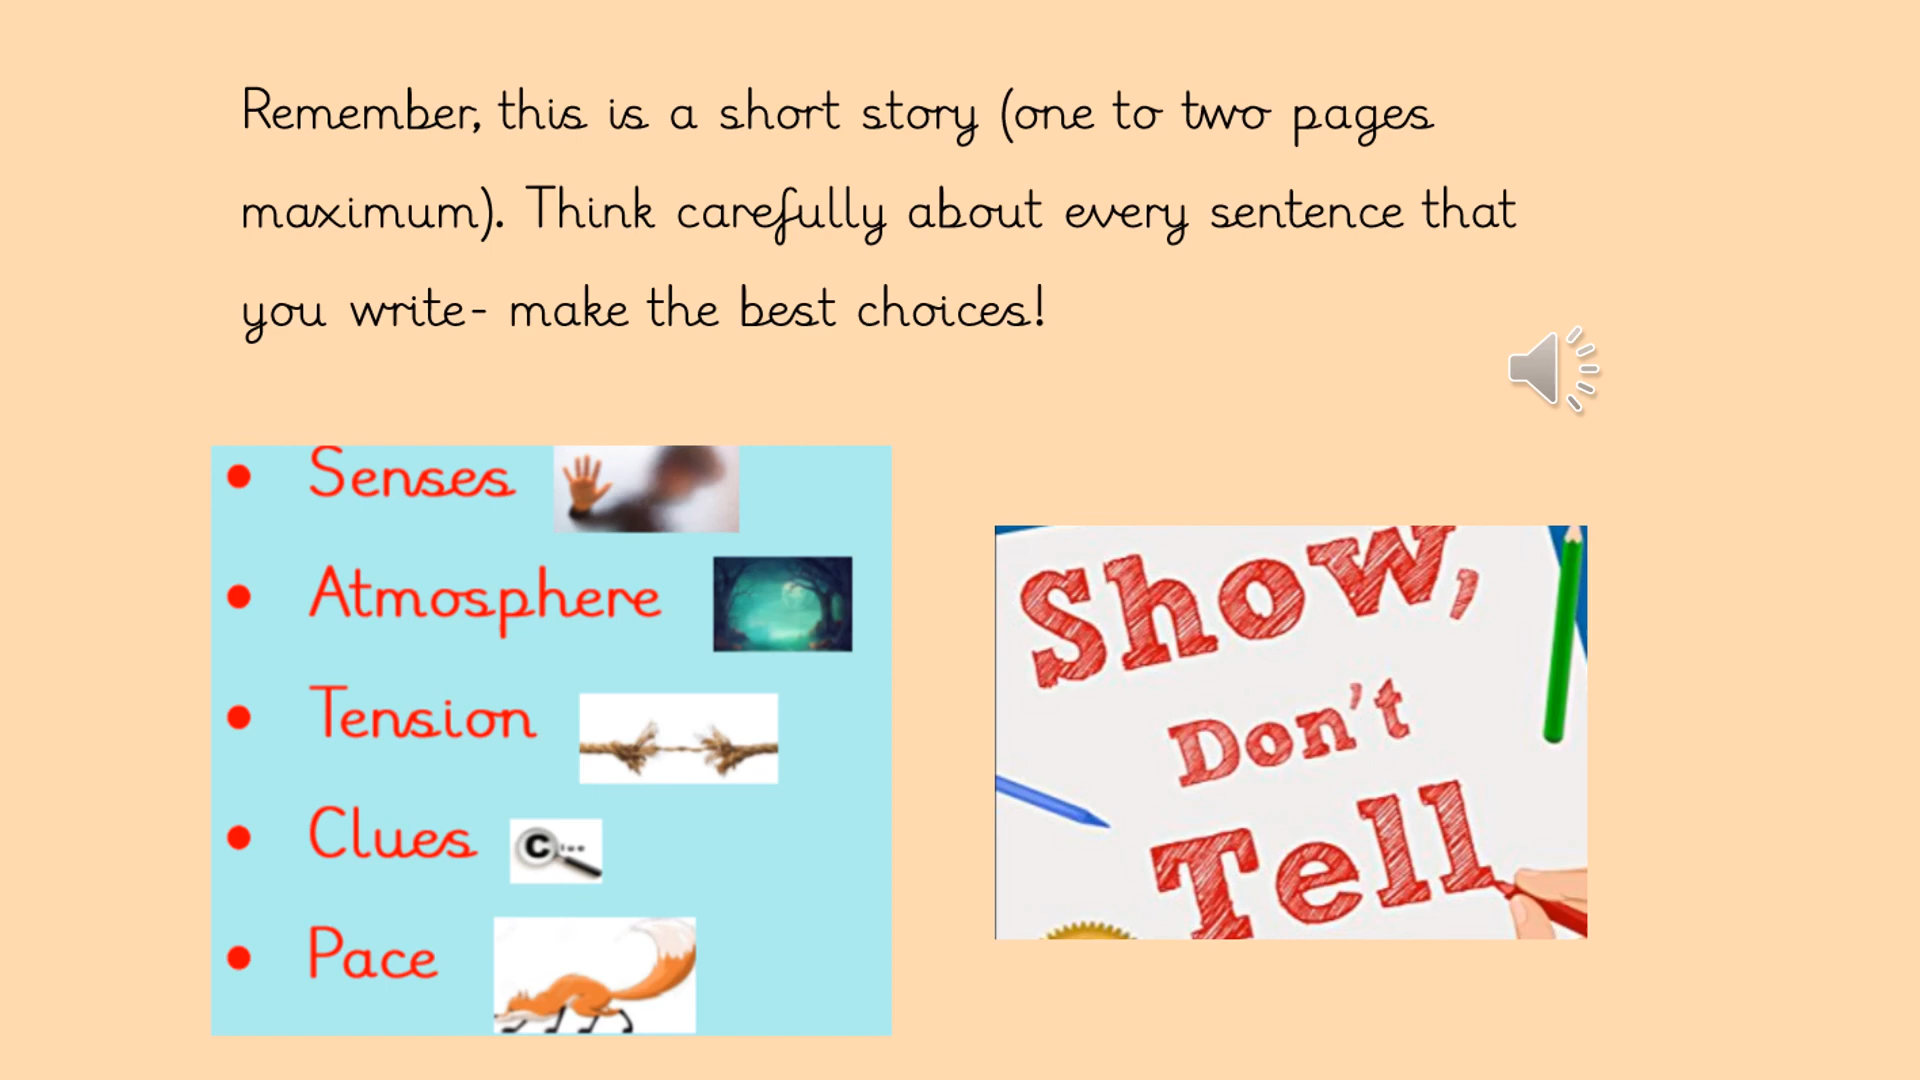 Remember, this is a short story (one to two pages
maximum). Think carefully about every sentence that
you write- make the best choices!
• Senses
• Atmosphere
• Tension
• Clues
C lue
• Pace
Show,
Don't
Tell